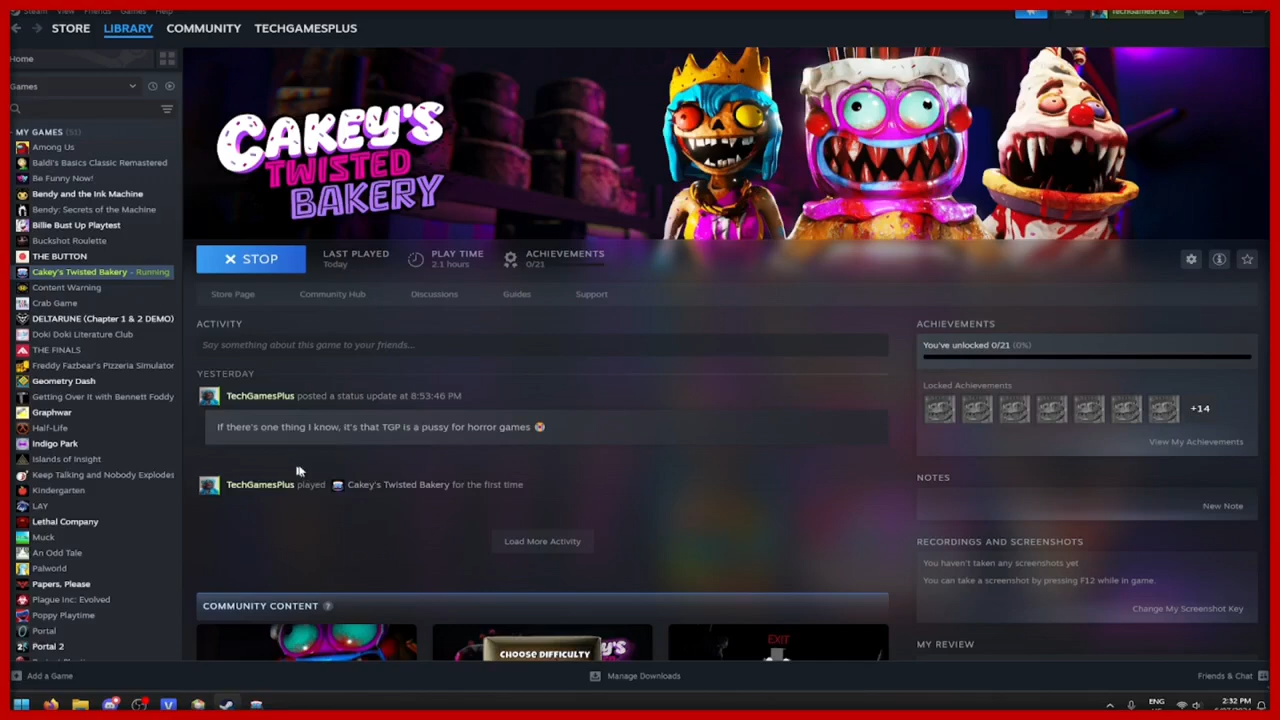 Steam View Friends Games Help
TECHGAMESPLUS
STORE LIBRARY COMMUNITY TECHGAMESPLUS
Home
Games
MY GAMES (51)
Among Us
Baldi's Basics Classic Remastered
Be Funny Now!
Bendy and the Ink Machine
Bendy: Secrets of the Machine
Billie Bust Up Playtest
Buckshot Roulette
THE BUTTON
Cakey's Twisted Bakery - Running
Content Warning
Crab Game
DELTARUNE (Chapter 1 & 2 DEMO)
Doki Doki Literature Club
THE FINALS
Freddy Fazbear's Pizzeria Simulator
Geometry Dash
Getting Over It with Bennett Foddy
Graphwar
Half-Life
Indigo Park
Islands of Insight
Keep Talking and Nobody Explodes
Kindergarten
LAY
Lethal Company
Muck
An Odd Tale
Palworld
Papers, Please
Plague Inc: Evolved
Poppy Playtime
Portal
Portal 2
CAKEY'S
TWISTED
BAKERY
STOP
LAST PLAYED
Today
PLAY TIME
2.1 hours
ACHIEVEMENTS
0/21
Store Page Community Hub Discussions Guides Support
ACTIVITY
Say something about this game to your friends...
YESTERDAY
TechGamesPlus posted a status update at 8:53:46 PM
If there's one thing I know, it's that TGP is a pussy for horror games
TechGamesPlus played Cakey's Twisted Bakery for the first time
Load More Activity
COMMUNITY CONTENT ?
CHOOSE DIFFICULTY
EXIT
ACHIEVEMENTS
You've unlocked 0/21 (0%)
Locked Achievements
+14
View My Achievements
NOTES
New Note
RECORDINGS AND SCREENSHOTS
You haven't taken any screenshots yet
You can take a screenshot by pressing F12 while in game.
Change My Screenshot Key
MY REVIEW
Add a Game
Manage Downloads
Friends & Chat
ENG
2:32 PM